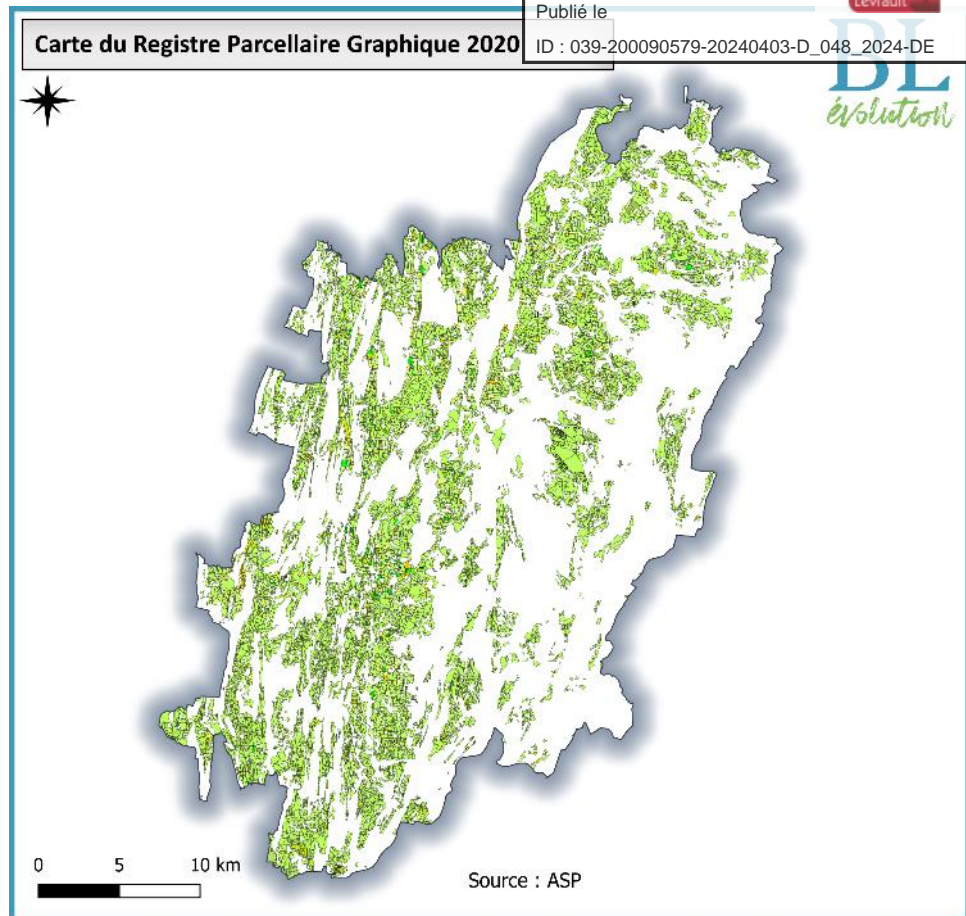 Levrault
Publié le
Carte du Registre Parcellaire Graphique 2020
ID : 039-200090579-20240403-D_048_2024-DE
BL
évolution
0 5 10 km
Source : ASP